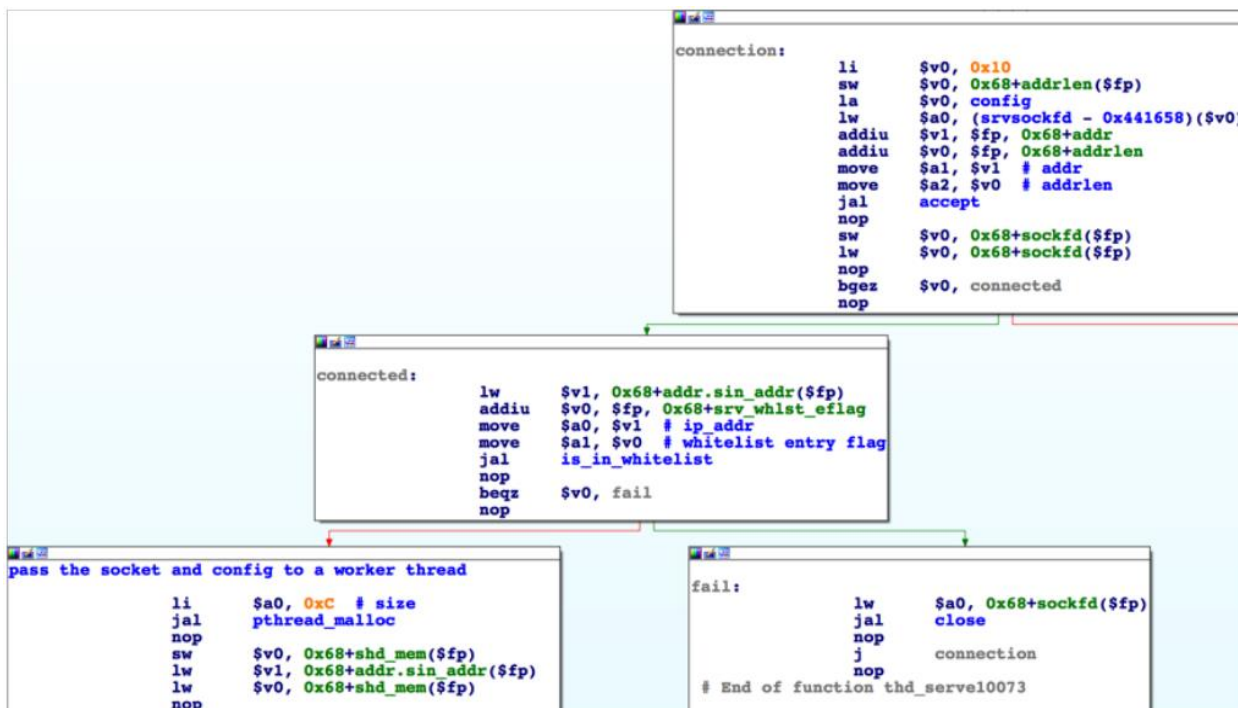 connection:
li $v0, 0x10
sw $v0, 0x68+addrlen($fp)
la $v0, config
lw $a0, (srvsockfd - 0x441658)($v0)
addiu $v1, $fp, 0x68+addr
addiu $v0, $fp, 0x68+addrlen
move $a1, $v1 # addr
move $a2, $v0 # addrlen
jal accept
nop
sw $v0, 0x68+sockfd($fp)
lw $v0, 0x68+sockfd($fp)
nop
bgez $v0, connected
nop
connected:
lw $v1, 0x68+addr.sin_addr($fp)
addiu $v0, $fp, 0x68+srv_whlst_eflag
move $a0, $v1 # ip_addr
move $a1, $v0 # whitelist entry flag
jal is_in_whitelist
nop
beqz $v0, fail
nop
pass the socket and config to a worker thread
li $a0, 0xC # size
jal pthread_malloc
nop
sw $v0, 0x68+shd_mem($fp)
lw $v1, 0x68+addr.sin_addr($fp)
lw $v0, 0x68+shd_mem($fp)
nop
fail:
lw $a0, 0x68+sockfd($fp)
jal close
nop
j connection
nop
# End of function thd_serve10073